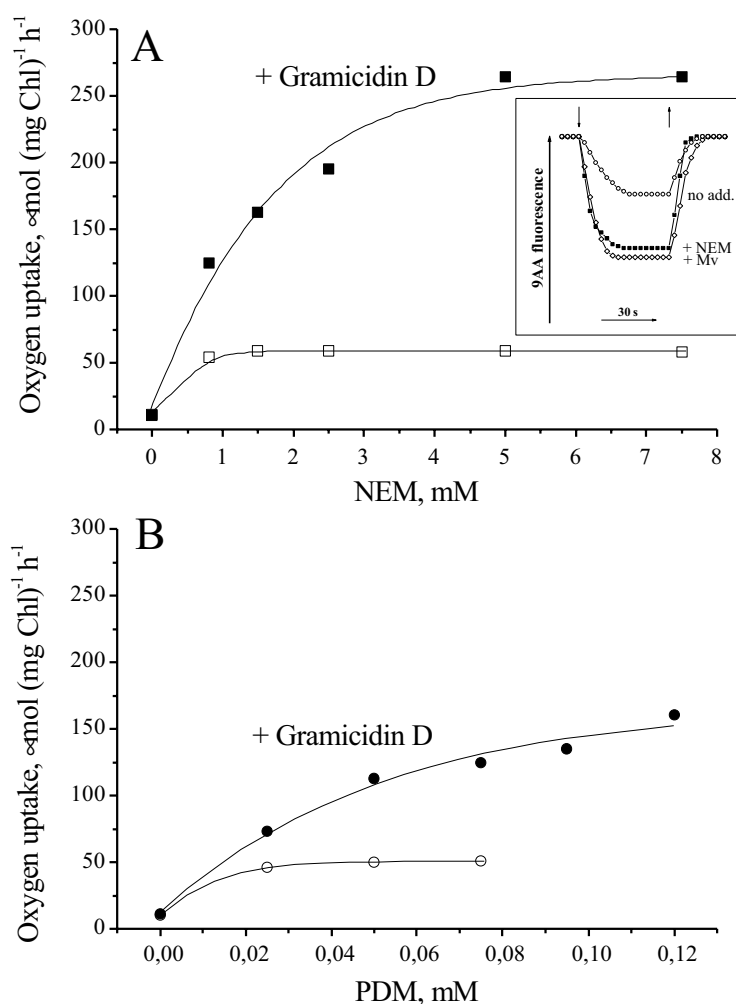 A
+ Gramicidin D
Oxygen uptake, ∝mol (mg Chl)⁻¹ h⁻¹
300
250
200
150
100
50
0
0 1 2 3 4 5 6 7 8
NEM, mM
9AA fluorescence
no add.
+ NEM
+ Mv
30 s
B
+ Gramicidin D
Oxygen uptake, ∝mol (mg Chl)⁻¹ h⁻¹
300
250
200
150
100
50
0
0,00 0,02 0,04 0,06 0,08 0,10 0,12
PDM, mM